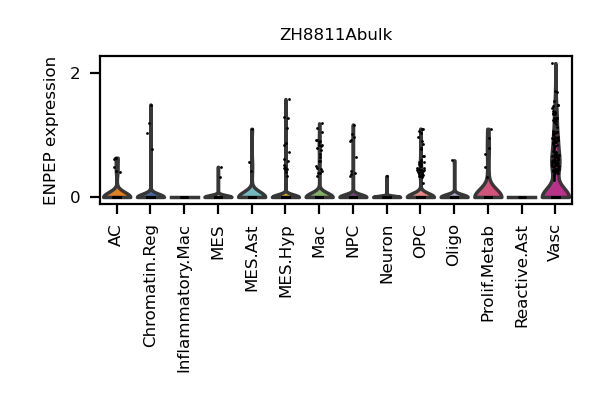 ZH8811Abulk
ENPEP expression
2
0
AC
Chromatin.Reg
Inflammatory.Mac
MES
MES.Ast
MES.Hyp
Mac
NPC
Neuron
OPC
Oligo
Prolif.Metab
Reactive.Ast
Vasc